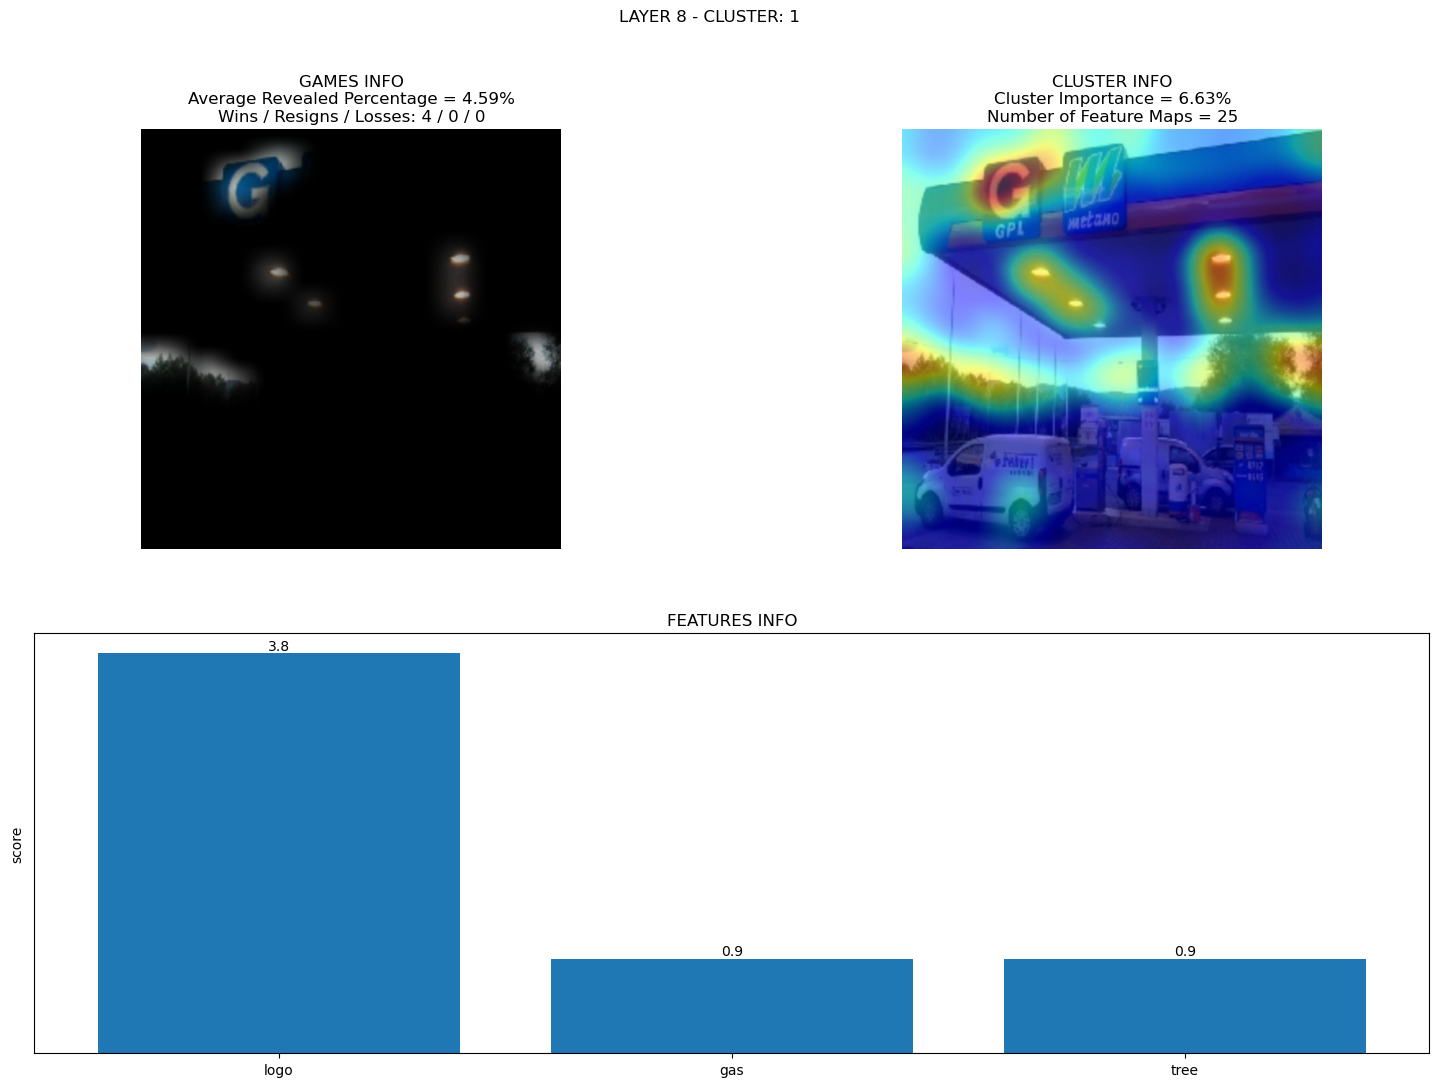 LAYER 8 - CLUSTER: 1
GAMES INFO
Average Revealed Percentage = 4.59%
Wins / Resigns / Losses: 4 / 0 / 0
G
CLUSTER INFO
Cluster Importance = 6.63%
Number of Feature Maps = 25
G
GPL
metano
FEATURES INFO
score
3.8
0.9
0.9
logo
gas
tree